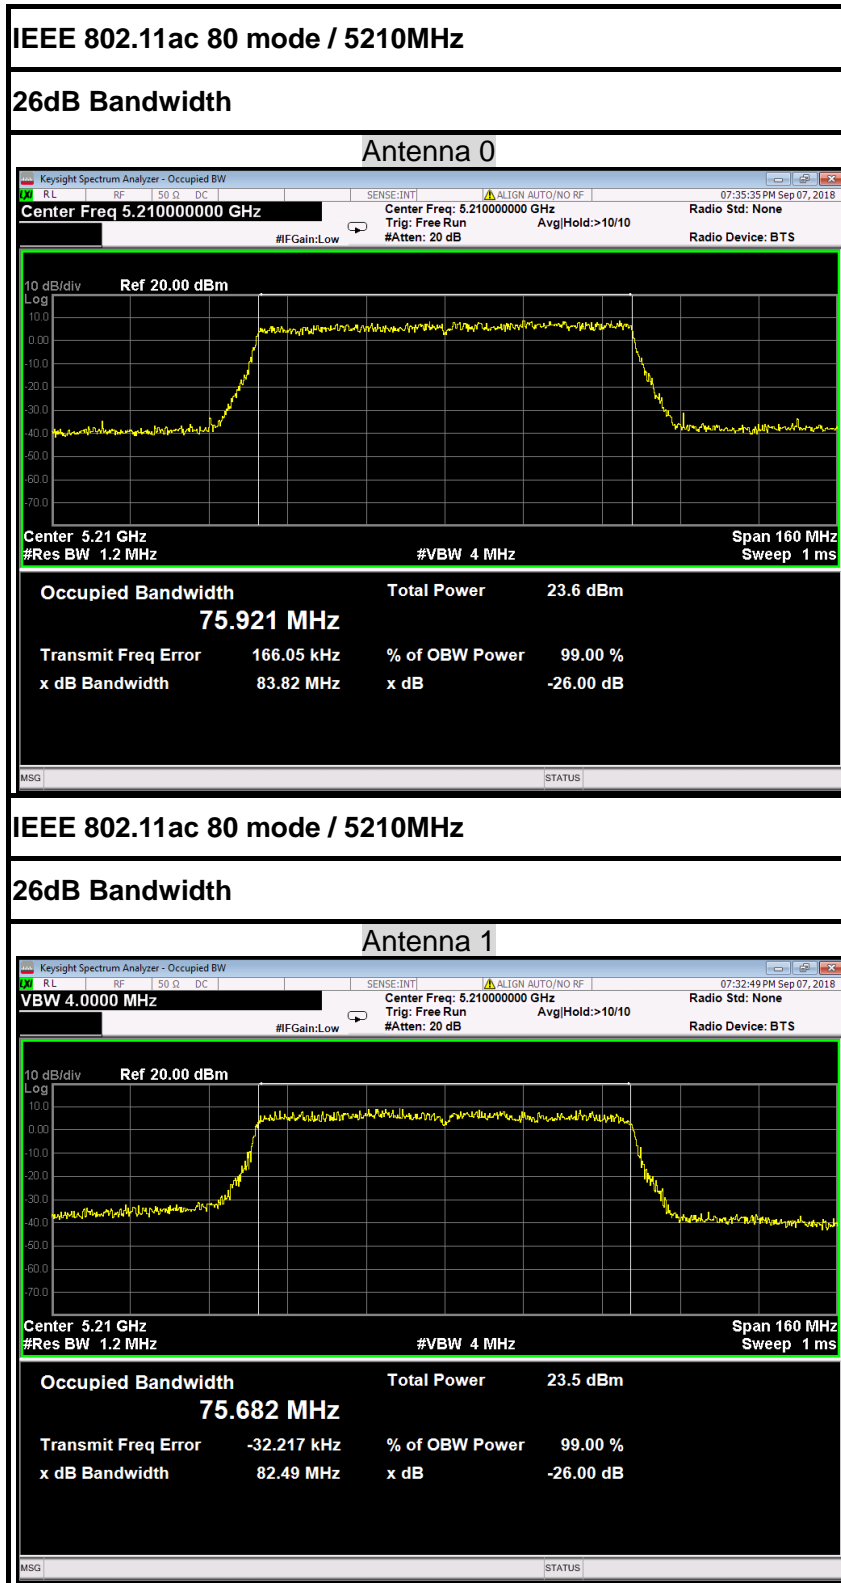 IEEE 802.11ac 80 mode / 5210MHz
26dB Bandwidth
Antenna 0
Keysight Spectrum Analyzer - Occupied BW
LXI RL RF 50 Ω DC SENSE:INT ALIGN AUTO/NO RF 07:35:35 PM Sep 07, 2018
Center Freq 5.210000000 GHz Center Freq: 5.210000000 GHz Radio Std: None
Trig: Free Run Avg|Hold:>10/10
#IFGain:Low #Atten: 20 dB Radio Device: BTS
10 dB/div Ref 20.00 dBm
Log
10.0
0.00
-10.0
-20.0
-30.0
-40.0
-50.0
-60.0
-70.0
Center 5.21 GHz Span 160 MHz
#Res BW 1.2 MHz #VBW 4 MHz Sweep 1 ms
Occupied Bandwidth Total Power 23.6 dBm
75.921 MHz
Transmit Freq Error 166.05 kHz % of OBW Power 99.00 %
x dB Bandwidth 83.82 MHz x dB -26.00 dB
MSG STATUS
IEEE 802.11ac 80 mode / 5210MHz
26dB Bandwidth
Antenna 1
Keysight Spectrum Analyzer - Occupied BW
LXI RL RF 50 Ω DC SENSE:INT ALIGN AUTO/NO RF 07:32:49 PM Sep 07, 2018
VBW 4.0000 MHz Center Freq: 5.210000000 GHz Radio Std: None
Trig: Free Run Avg|Hold:>10/10
#IFGain:Low #Atten: 20 dB Radio Device: BTS
10 dB/div Ref 20.00 dBm
Log
10.0
0.00
-10.0
-20.0
-30.0
-40.0
-50.0
-60.0
-70.0
Center 5.21 GHz Span 160 MHz
#Res BW 1.2 MHz #VBW 4 MHz Sweep 1 ms
Occupied Bandwidth Total Power 23.5 dBm
75.682 MHz
Transmit Freq Error -32.217 kHz % of OBW Power 99.00 %
x dB Bandwidth 82.49 MHz x dB -26.00 dB
MSG STATUS